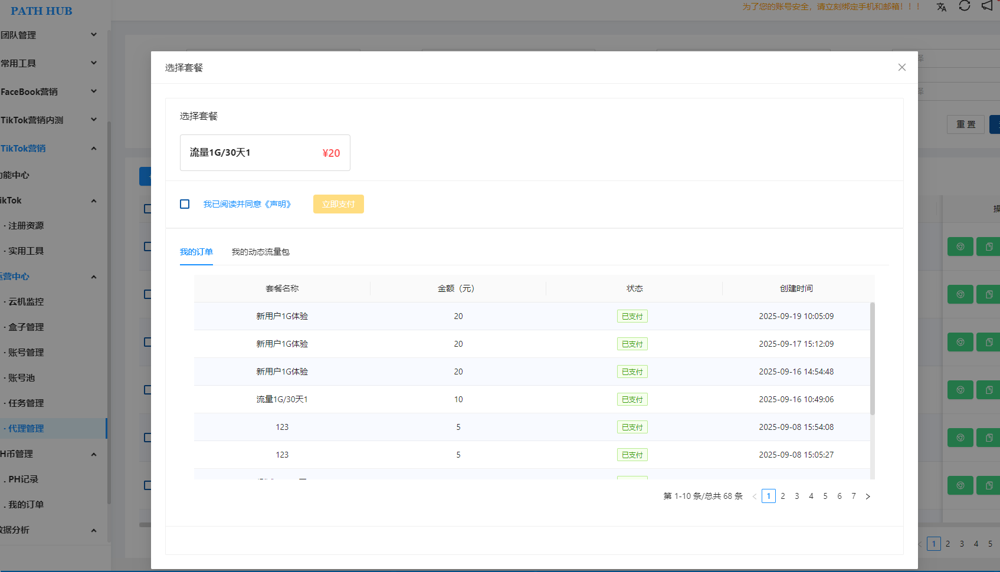 PATH HUB
为了您的账号安全，请立刻绑定手机和邮箱！！！
团队管理
常用工具
FaceBook营销
TikTok营销内测
TikTok营销
能中心
ikTok
· 注册资源
· 实用工具
运营中心
· 云机监控
· 盒子管理
· 账号管理
· 账号池
· 任务管理
· 代理管理
H币管理
. PH记录
. 我的订单
数据分析
选择套餐
选择套餐
流量1G/30天1 ¥20
我已阅读并同意《声明》 立即支付
我的订单 我的动态流量包
套餐名称 金额（元） 状态 创建时间
新用户1G体验 20 已支付 2025-09-19 10:05:09
新用户1G体验 20 已支付 2025-09-17 15:12:09
新用户1G体验 20 已支付 2025-09-16 14:54:48
流量1G/30天1 10 已支付 2025-09-16 10:49:06
123 5 已支付 2025-09-08 15:54:08
123 5 已支付 2025-09-08 15:05:27
第 1-10 条/总共 68 条 1 2 3 4 5 6 7
择
择
重 置
操
1 2 3 4 5